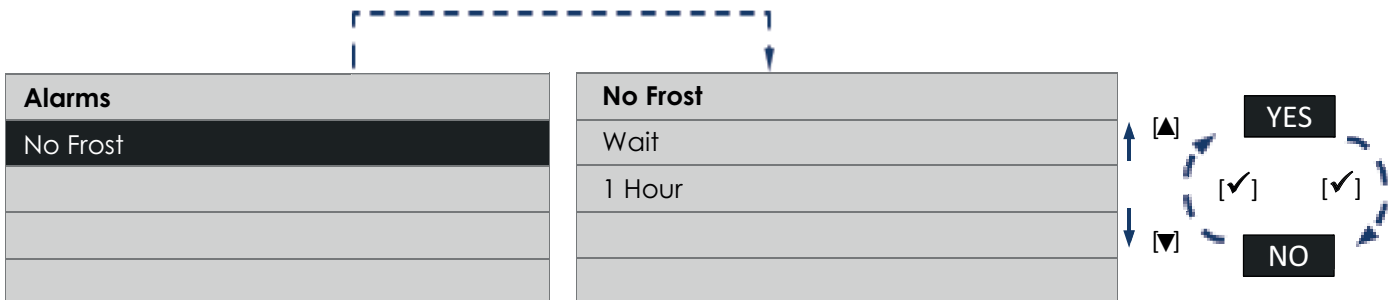 Alarms
No Frost
No Frost
Wait
1 Hour
[▲]
[▼]
YES
[✓] [✓]
NO